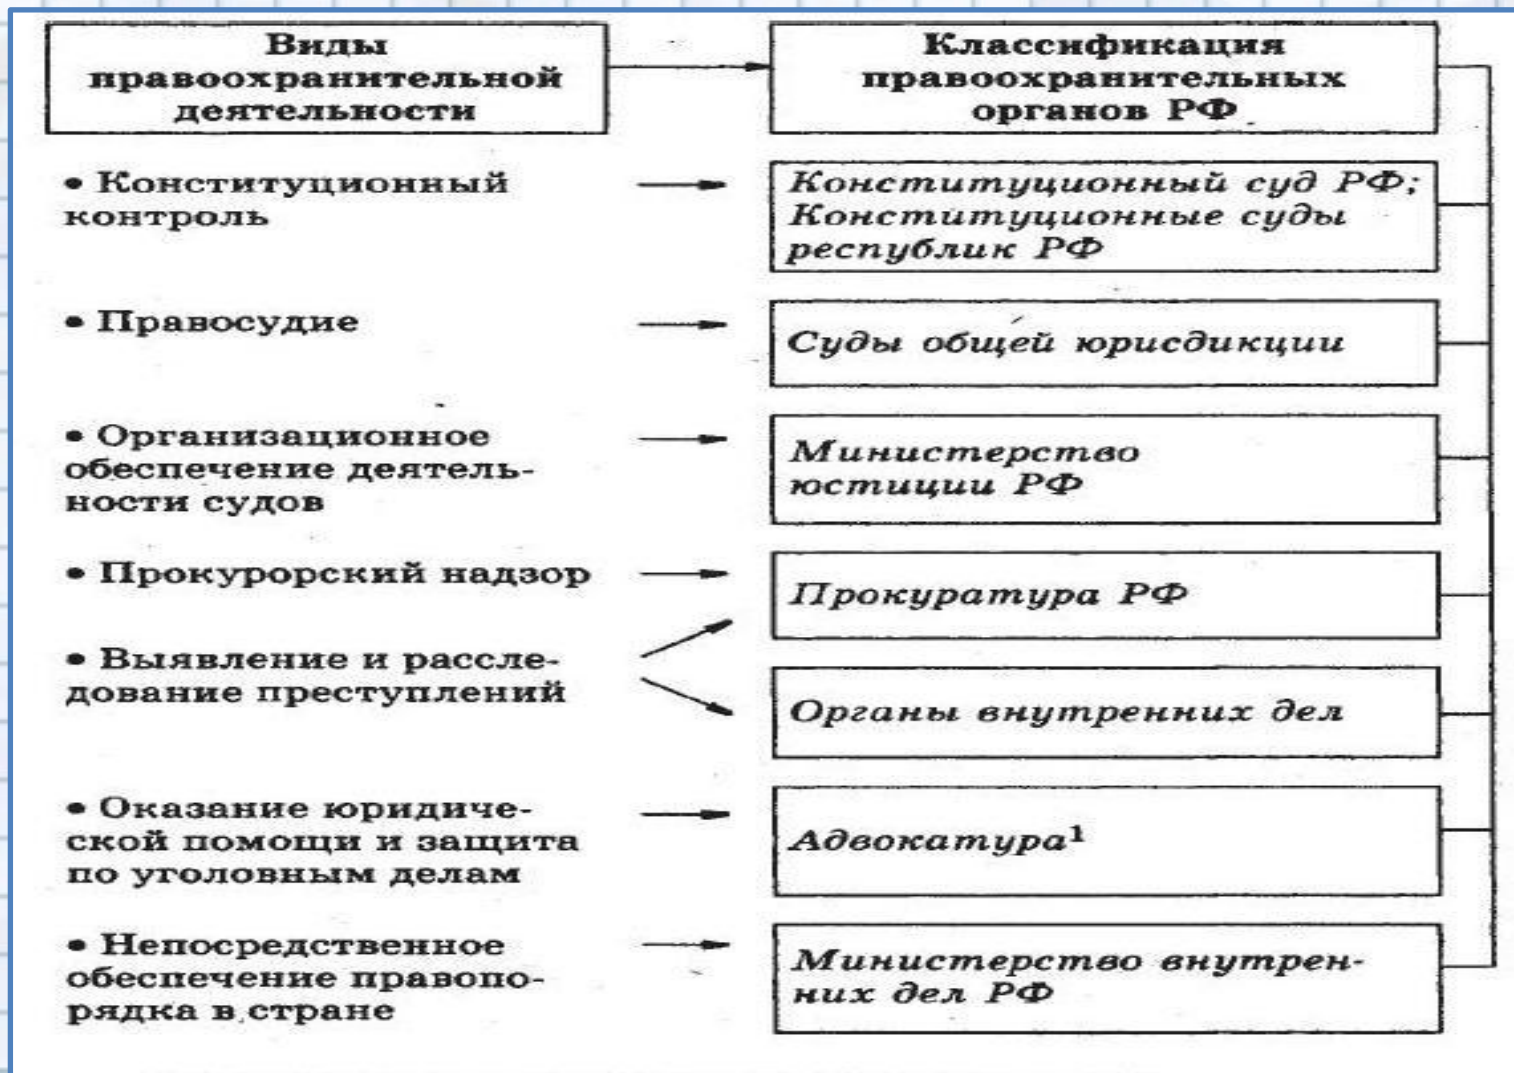 Виды
правоохранительной
деятельности
Классификация
правоохранительных
органов РФ
• Конституционный
контроль
Конституционный суд РФ;
Конституционные суды
республик РФ
• Правосудие
Суды общей юрисдикции
• Организационное
обеспечение деятель-
ности судов
Министерство
юстиции РФ
• Прокурорский надзор
Прокуратура РФ
• Выявление и рассле-
дование преступлений
Органы внутренних дел
• Оказание юридиче-
ской помощи и защита
по уголовным делам
Адвокатура¹
• Непосредственное
обеспечение правопо-
рядка в стране
Министерство внутрен-
них дел РФ